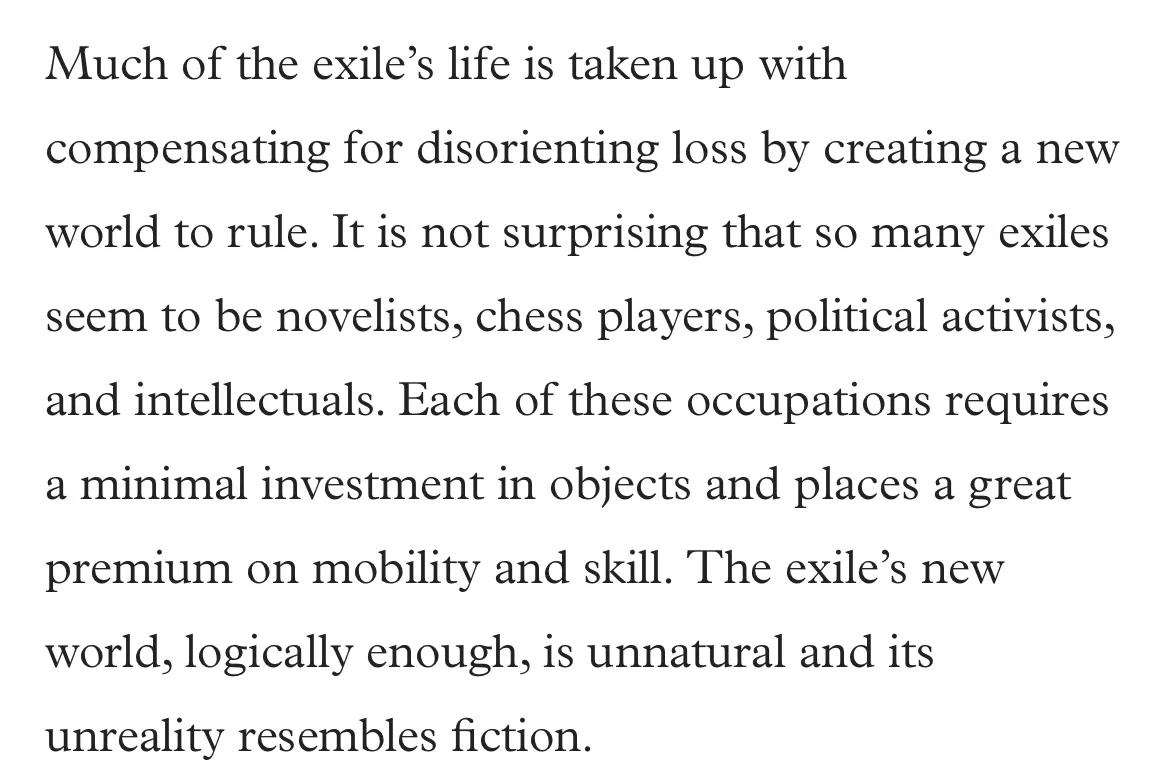 Much of the exile’s life is taken up with
compensating for disorienting loss by creating a new
world to rule. It is not surprising that so many exiles
seem to be novelists, chess players, political activists,
and intellectuals. Each of these occupations requires
a minimal investment in objects and places a great
premium on mobility and skill. The exile’s new
world, logically enough, is unnatural and its
unreality resembles fiction.